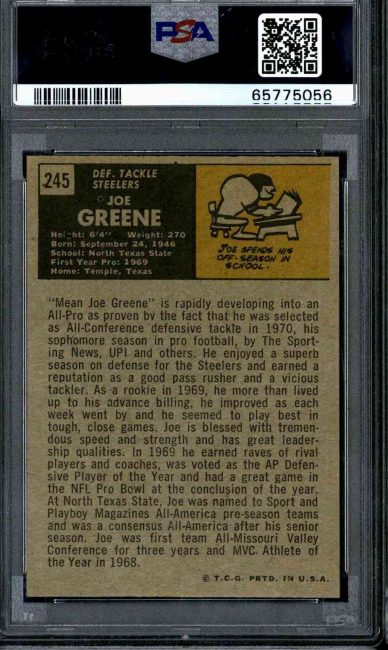 PSA
65775056
245
DEF. TACKLE
STEELERS
JOE
GREENE
Height: 6'4" Weight: 270
Born: September 24, 1946
School: North Texas State
First Year Pro: 1969
Home: Temple, Texas
JOE SPENDS HIS
OFF-SEASON IN
SCHOOL.
"Mean Joe Greene" is rapidly developing into an
All-Pro as proven by the fact that he was selected
as All-Conference defensive tackle in 1970, his
sophomore season in pro football, by The Sport-
ing News, UPI and others. He enjoyed a superb
season on defense for the Steelers and earned a
reputation as a good pass rusher and a vicious
tackler. As a rookie in 1969, he more than lived
up to his advance billing, he improved as each
week went by and he seemed to play best in
tough, close games. Joe is blessed with tremen-
dous speed and strength and has great leader-
ship qualities. In 1969 he earned raves of rival
players and coaches, was voted as the AP Defen-
sive Player of the Year and had a great game in
the NFL Pro Bowl at the conclusion of the year.
At North Texas State, Joe was named to Sport and
Playboy Magazines All-America pre-season teams
and was a consensus All-America after his senior
season. Joe was first team All-Missouri Valley
Conference for three years and MVC Athlete of
the Year in 1968.
© T.C.G. PRTD. IN U.S.A.
PSA